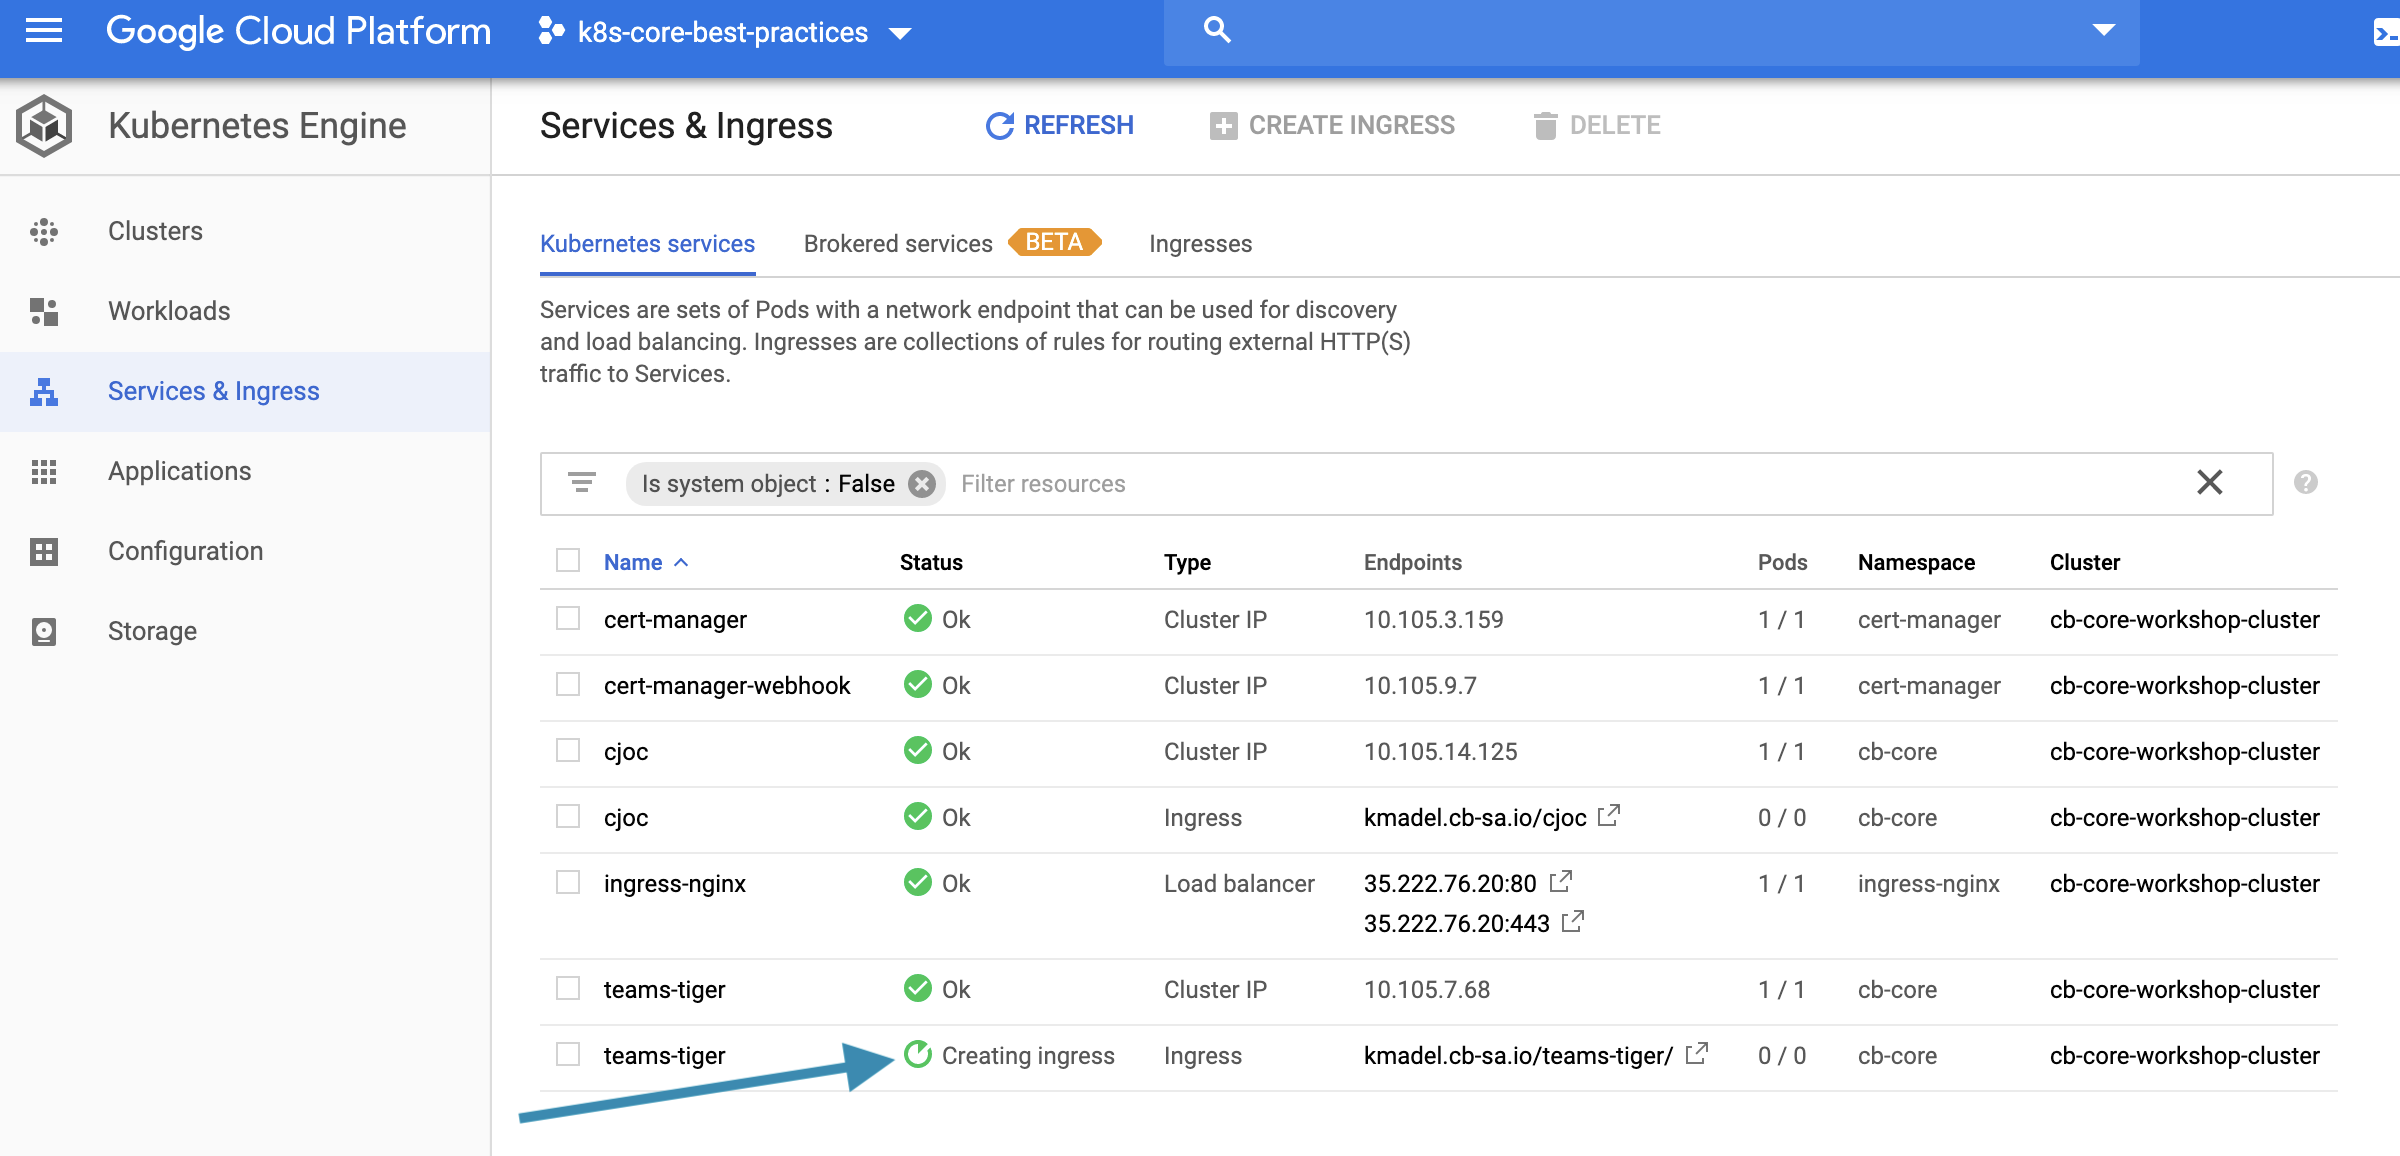 Google Cloud Platform k8s-core-best-practices
Kubernetes Engine
Services & Ingress REFRESH CREATE INGRESS DELETE
Clusters
Workloads
Services & Ingress
Applications
Configuration
Storage
Kubernetes services Brokered services BETA Ingresses
Services are sets of Pods with a network endpoint that can be used for discovery
and load balancing. Ingresses are collections of rules for routing external HTTP(S)
traffic to Services.
Is system object : False Filter resources
Name Status Type Endpoints Pods Namespace Cluster
cert-manager Ok Cluster IP 10.105.3.159 1 / 1 cert-manager cb-core-workshop-cluster
cert-manager-webhook Ok Cluster IP 10.105.9.7 1 / 1 cert-manager cb-core-workshop-cluster
cjoc Ok Cluster IP 10.105.14.125 1 / 1 cb-core cb-core-workshop-cluster
cjoc Ok Ingress kmadel.cb-sa.io/cjoc 0 / 0 cb-core cb-core-workshop-cluster
ingress-nginx Ok Load balancer 35.222.76.20:80 1 / 1 ingress-nginx cb-core-workshop-cluster
35.222.76.20:443
teams-tiger Ok Cluster IP 10.105.7.68 1 / 1 cb-core cb-core-workshop-cluster
teams-tiger Creating ingress Ingress kmadel.cb-sa.io/teams-tiger/ 0 / 0 cb-core cb-core-workshop-cluster